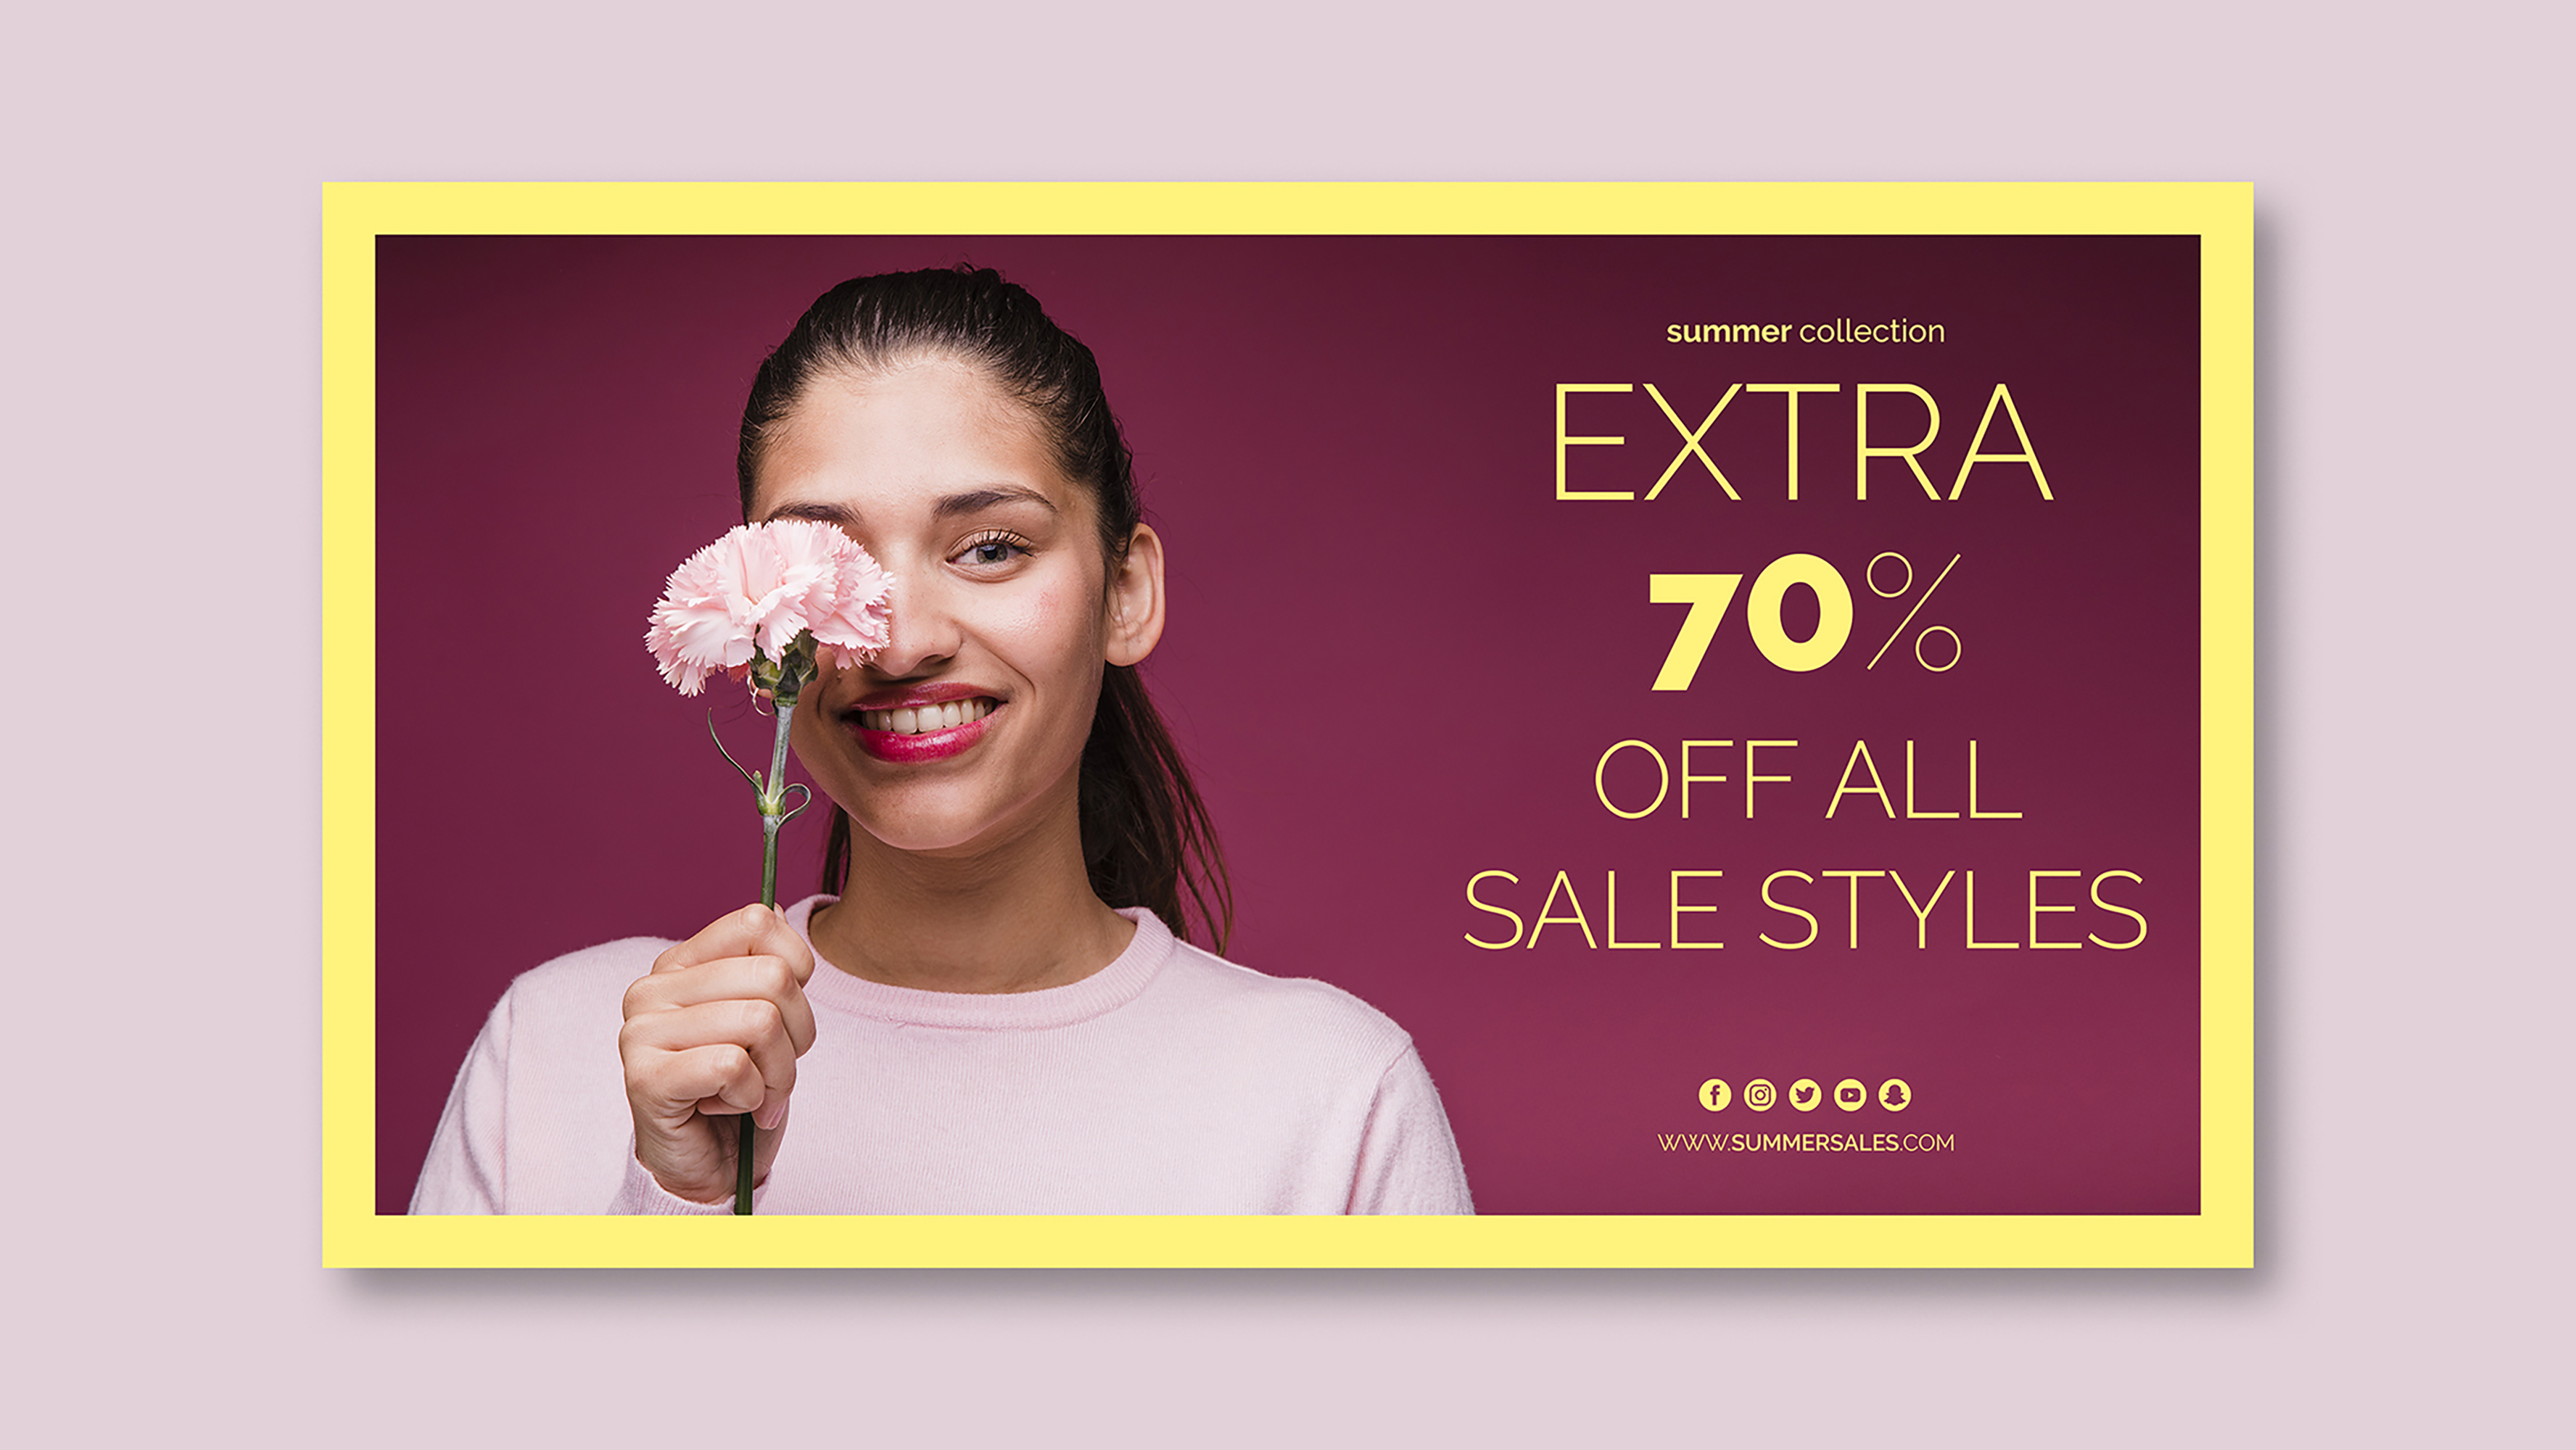 summer collection
EXTRA
70%
OFF ALL
SALE STYLES
WWW.SUMMERSALES.COM